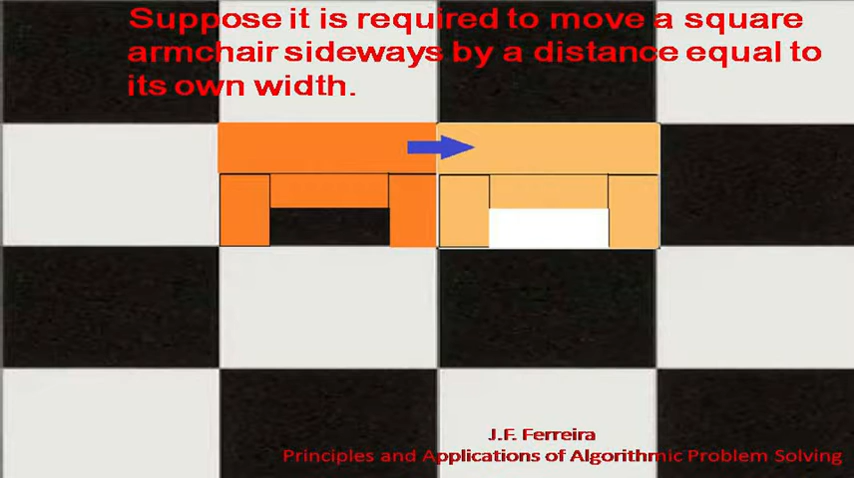 Suppose it is required to move a square
armchair sideways by a distance equal to
its own width.
J.F. Ferreira
Principles and Applications of Algorithmic Problem Solving